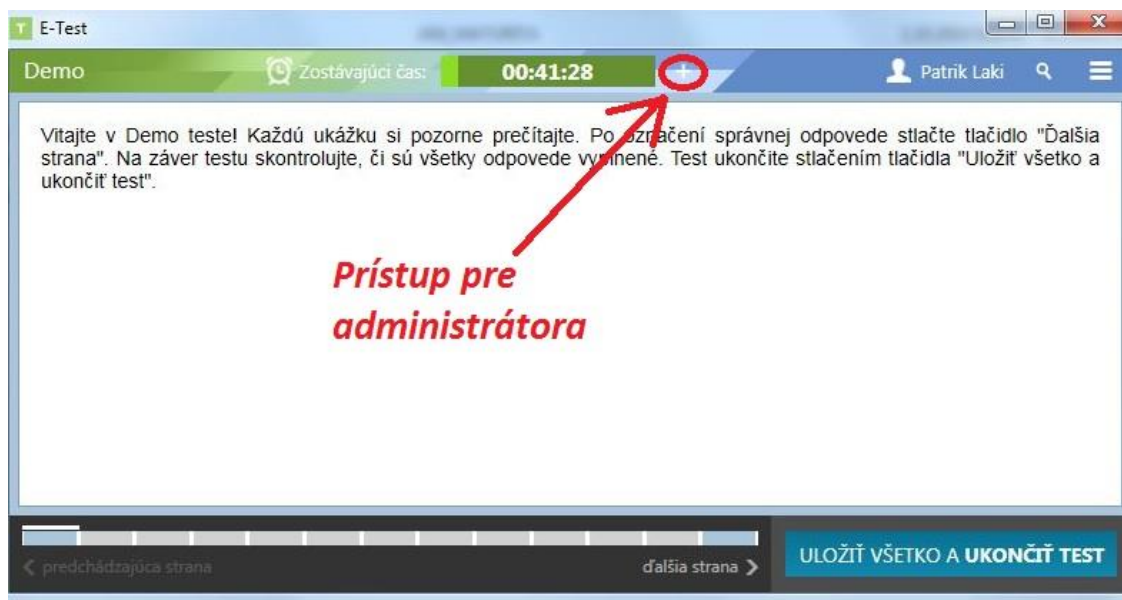 E-Test
Demo
Zostávajúci čas:
00:41:28
+
Patrik Laki
Vitajte v Demo teste! Každú ukážku si pozorne prečítajte. Po označení správnej odpovede stlačte tlačidlo "Ďalšia
strana". Na záver testu skontrolujte, či sú všetky odpovede vyplnené. Test ukončite stlačením tlačidla "Uložiť všetko a
ukončiť test".
Prístup pre
administrátora
predchádzajúca strana
ďalšia strana
ULOŽIŤ VŠETKO A UKONČIŤ TEST